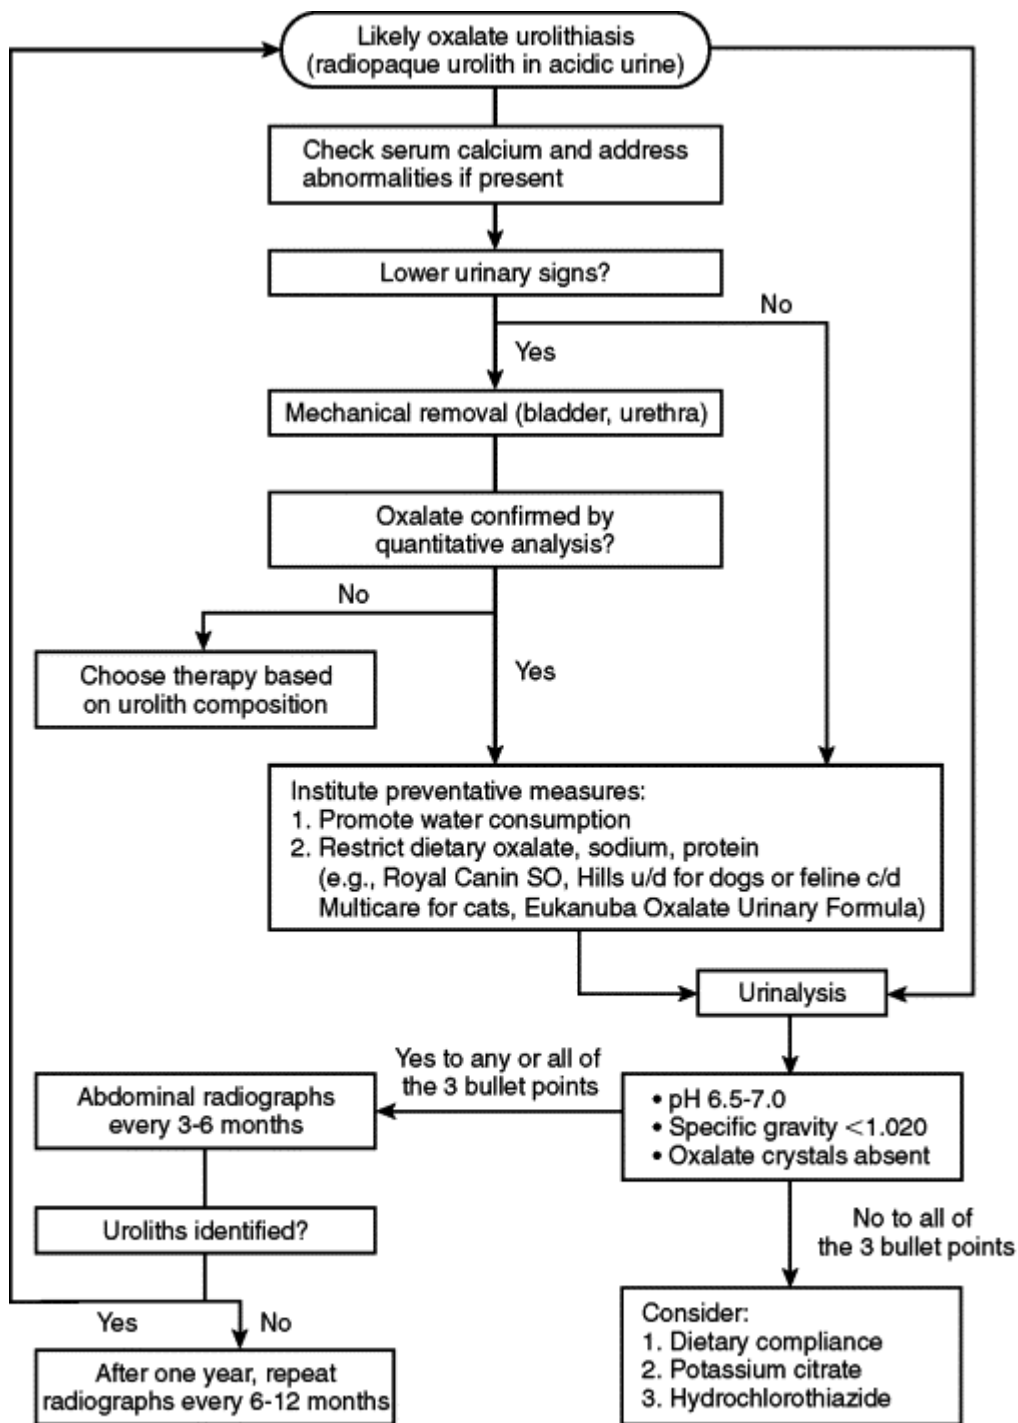 Likely oxalate urolithiasis
(radiopaque urolith in acidic urine)
Check serum calcium and address
abnormalities if present
Lower urinary signs?
No
Yes
Mechanical removal (bladder, urethra)
Oxalate confirmed by
quantitative analysis?
No
Choose therapy based
on urolith composition
Yes
Institute preventative measures:
1. Promote water consumption
2. Restrict dietary oxalate, sodium, protein
(e.g., Royal Canin SO, Hills u/d for dogs or feline c/d
Multicare for cats, Eukanuba Oxalate Urinary Formula)
Urinalysis
Yes to any or all of
the 3 bullet points
• pH 6.5-7.0
• Specific gravity <1.020
• Oxalate crystals absent
Abdominal radiographs
every 3-6 months
Uroliths identified?
No to all of
the 3 bullet points
Yes
No
After one year, repeat
radiographs every 6-12 months
Consider:
1. Dietary compliance
2. Potassium citrate
3. Hydrochlorothiazide